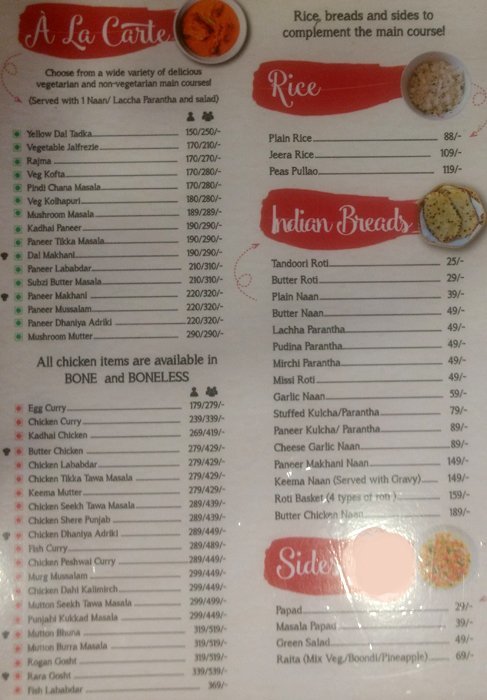 À La Carte
Choose from a wide variety of delicious
vegetarian and non-vegetarian main courses!
(Served with 1 Naan/ Laccha Parantha and salad)
Yellow Dal Tadka 150/250/-
Vegetable Jalfrezie 170/210/-
Rajma 170/270/-
Veg Kofta 170/280/-
Pindi Chana Masala 170/280/-
Veg Kolhapuri 180/280/-
Mushroom Masala 189/289/-
Kadhai Paneer 190/290/-
Paneer Tikka Masala 190/290/-
Dal Makhani 190/290/-
Paneer Lababdar 210/310/-
Subzi Butter Masala 210/310/-
Paneer Makhani 220/320/-
Paneer Mussalam 220/320/-
Paneer Dhaniya Adriki 220/320/-
Mushroom Mutter 290/290/-
All chicken items are available in
BONE and BONELESS
Egg Curry 179/279/-
Chicken Curry 239/339/-
Kadhai Chicken 269/419/-
Butter Chicken 279/429/-
Chicken Lababdar 279/429/-
Chicken Tikka Tawa Masala 279/429/-
Keema Mutter 279/429/-
Chicken Seekh Tawa Masala 289/439/-
Chicken Shere Punjab 289/439/-
Chicken Dhaniya Adriki 289/449/-
Fish Curry 289/489/-
Chicken Peshwai Curry 289/449/-
Murg Mussalam 299/449/-
Chicken Dahi Kalimirch 299/449/-
Mutton Seekh Tawa Masala 299/499/-
Punjabi Kukkad Masala 299/449/-
Mutton Bhuna 319/519/-
Mutton Burra Masala 319/519/-
Rogan Gosht 319/519/-
Rara Gosht 339/539/-
Fish Lababdar 369/-
Rice, breads and sides to
complement the main course!
Rice
Plain Rice 88/-
Jeera Rice 109/-
Peas Pullao 119/-
Indian Breads
Tandoori Roti 25/-
Butter Roti 29/-
Plain Naan 39/-
Butter Naan 49/-
Lachha Parantha 49/-
Pudina Parantha 49/-
Mirchi Parantha 49/-
Missi Roti 49/-
Garlic Naan 59/-
Stuffed Kulcha/Parantha 79/-
Paneer Kulcha/ Parantha 89/-
Cheese Garlic Naan 89/-
Paneer Makhani Naan 149/-
Keema Naan (Served with Gravy) 149/-
Roti Basket (4 types of roti ) 159/-
Butter Chicken Naan 189/-
Sides
Papad 29/-
Masala Papad 39/-
Green Salad 49/-
Raita (Mix Veg/Boondi/Pineapple) 69/-